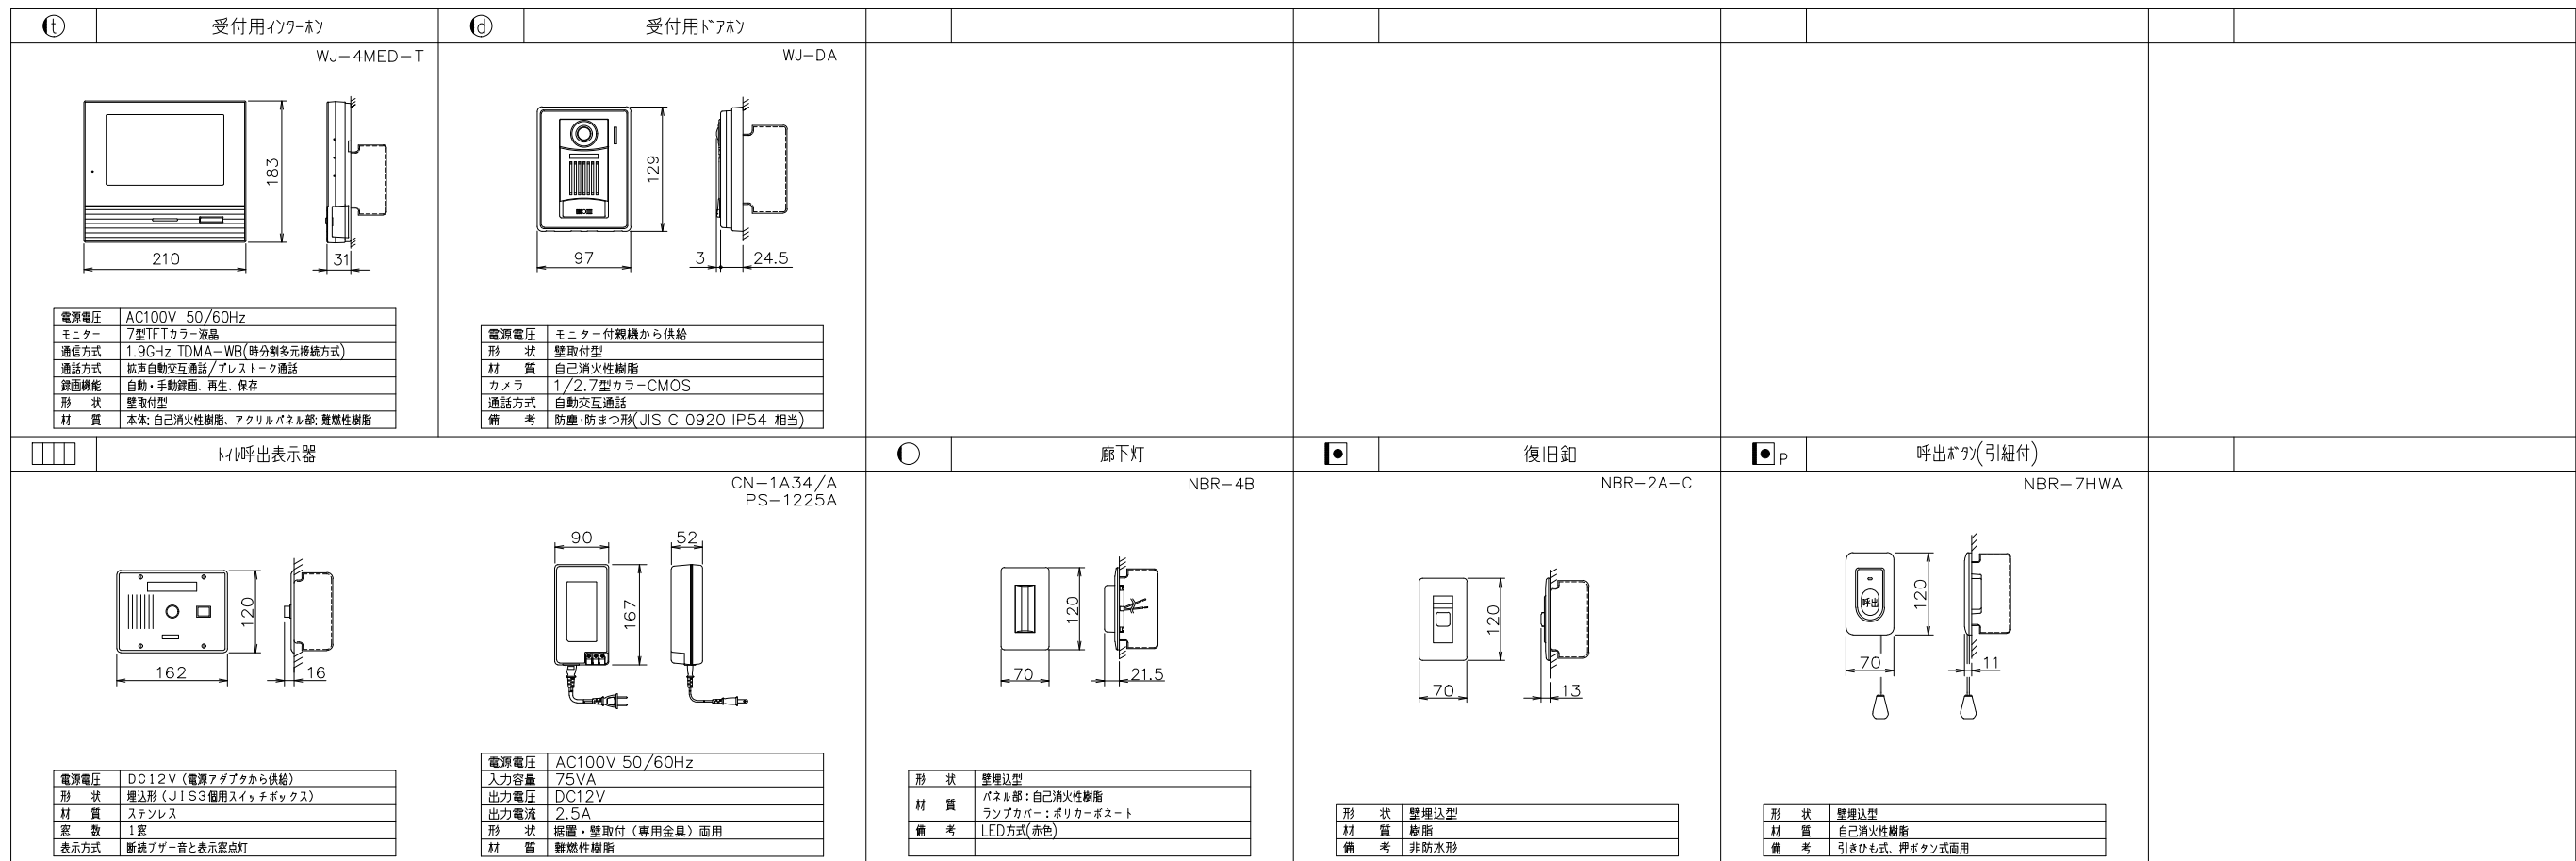 t 受付用インターホン
WJ-4MED-T
183
210
31
電源電圧 AC100V 50/60Hz
モニター 7型TFTカラー液晶
通信方式 1.9GHz TDMA-WB(時分割多元接続方式)
通話方式 拡声自動交互通話/プレストーク通話
録画機能 自動・手動録画、再生、保存
形状 壁取付型
材質 本体:自己消火性樹脂、アクリルパネル部:難燃性樹脂
d 受付用ドアホン
WJ-DA
129
97
3
24.5
電源電圧 モニター付親機から供給
形状 壁取付型
材質 自己消火性樹脂
カメラ 1/2.7型カラーCMOS
通話方式 自動交互通話
備考 防塵・防まつ形(JIS C 0920 IP54 相当)
トイレ呼出表示器
CN-1A34/A
PS-1225A
120
162
16
90
52
167
電源電圧 DC12V(電源アダプタから供給)
形状 埋込形(JIS3個用スイッチボックス)
材質 ステンレス
窓数 1窓
表示方式 断続ブザー音と表示窓点灯
電源電圧 AC100V 50/60Hz
入力容量 75VA
出力電圧 DC12V
出力電流 2.5A
形状 据置・壁取付(専用金具)両用
材質 難燃性樹脂
廊下灯
NBR-4B
120
70
21.5
形状 壁埋込型
材質 パネル部:自己消火性樹脂
ランプカバー:ポリカーボネート
備考 LED方式(赤色)
復旧釦
NBR-2A-C
120
70
13
形状 壁埋込型
材質 樹脂
備考 非防水形
P 呼出ボタン(引紐付)
NBR-7HWA
呼出
120
70
11
形状 壁埋込型
材質 自己消火性樹脂
備考 引きひも式、押ボタン式両用